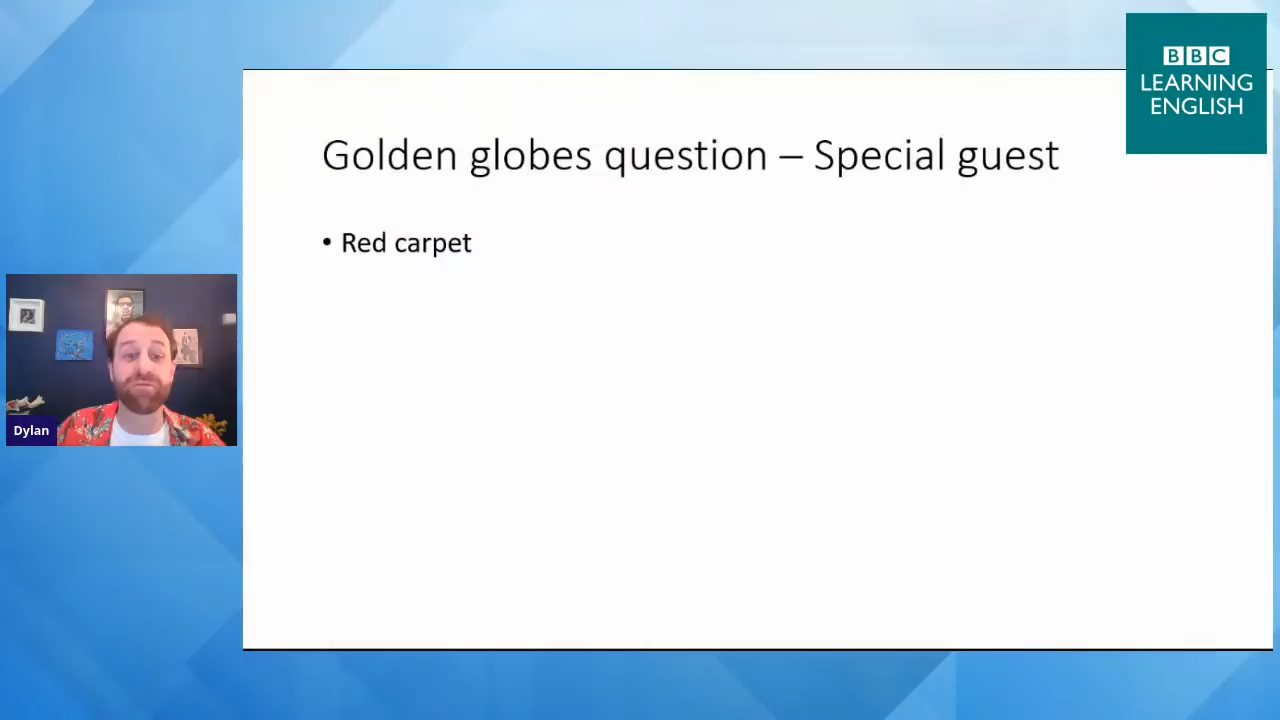 BBC
LEARNING
ENGLISH
Golden globes question – Special guest
• Red carpet
Dylan